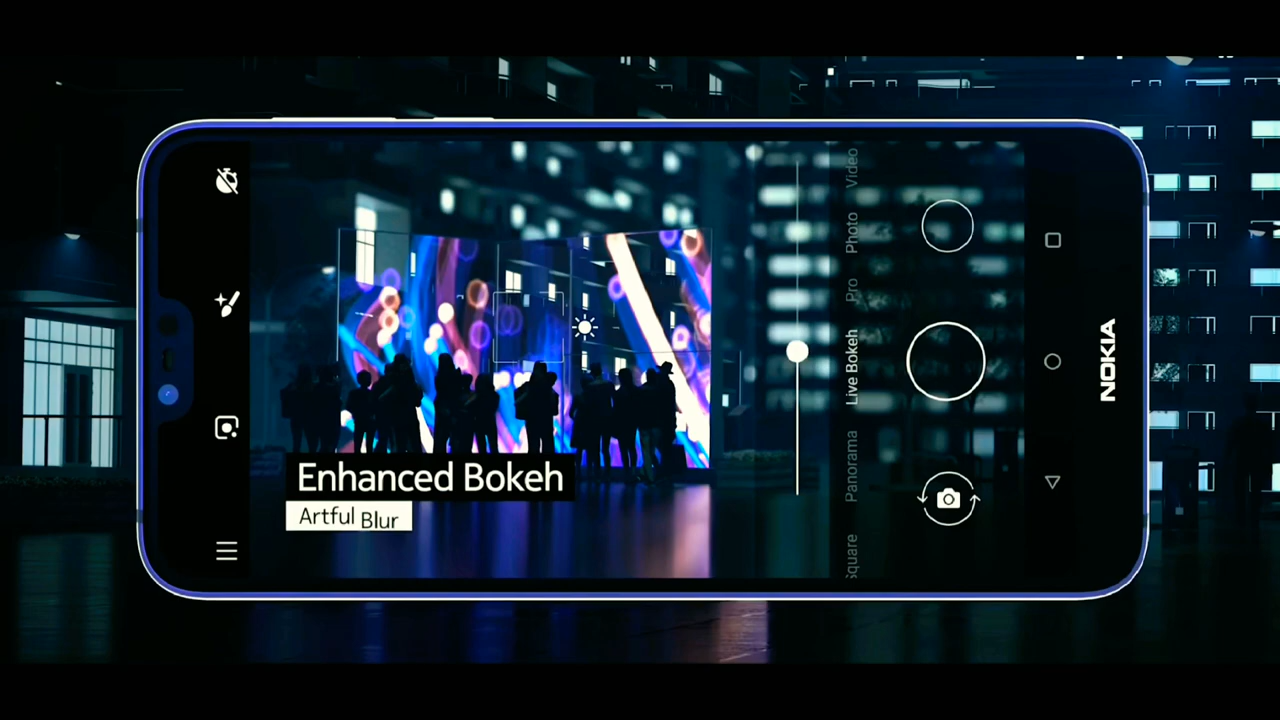 Video
Photo
Pro
Live Bokeh
Panorama
Square
NOKIA
Enhanced Bokeh
Artful Blur